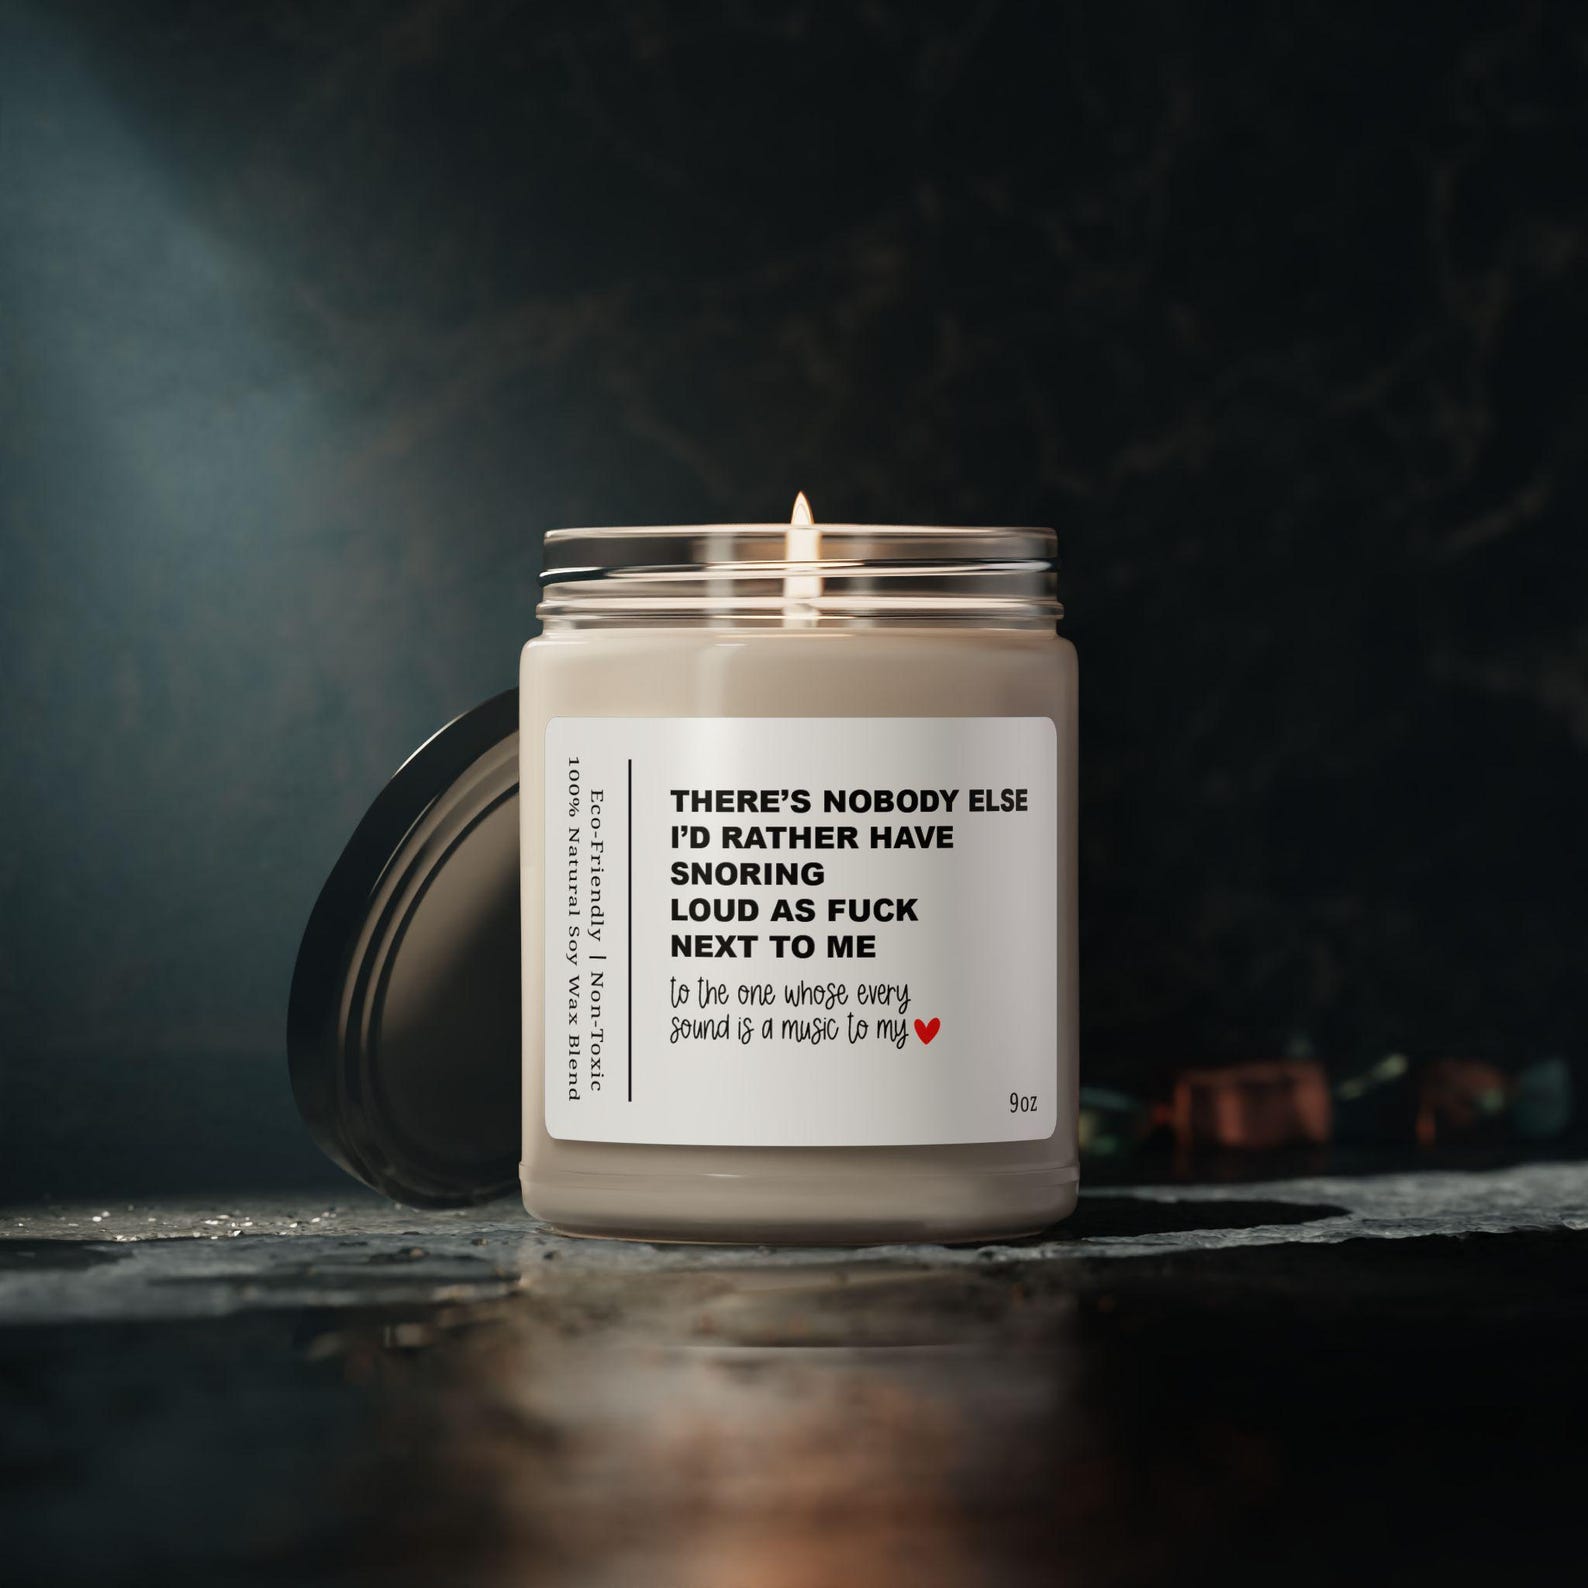 Eco-Friendly | Non-Toxic
100% Natural Soy Wax Blend
THERE’S NOBODY ELSE
I’D RATHER HAVE
SNORING
LOUD AS FUCK
NEXT TO ME
to the one whose every
sound is a music to my ❤
9oz